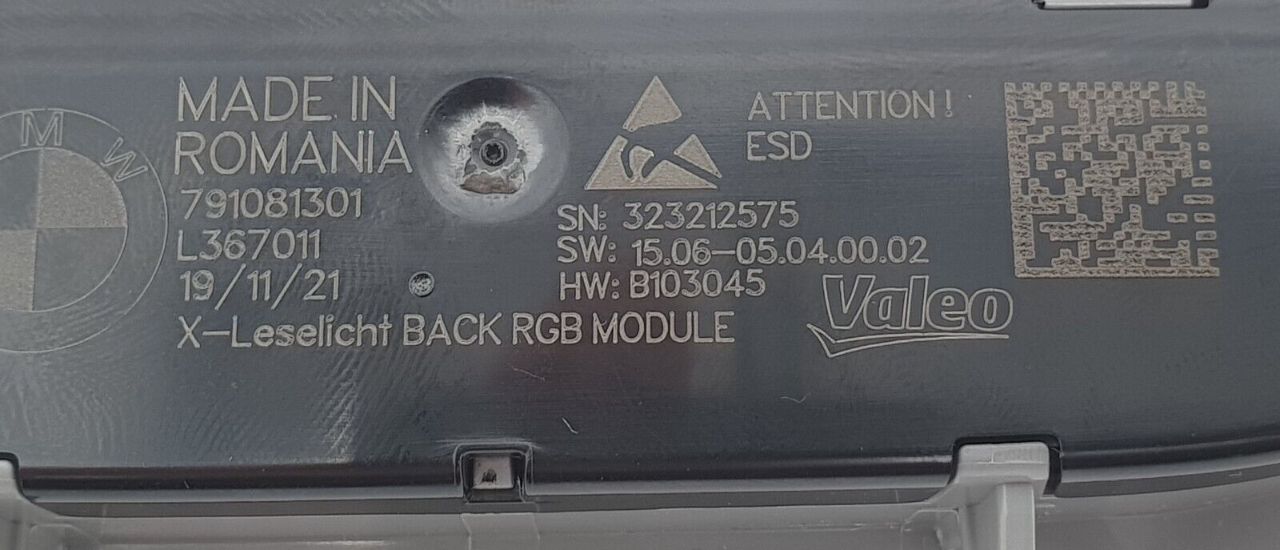 BMW
MADE IN
ROMANIA
791081301
L367011
19/11/21
X-Leselicht BACK RGB MODULE
ATTENTION!
ESD
SN: 323212575
SW: 15.06-05.04.00.02
HW: B103045
Valeo